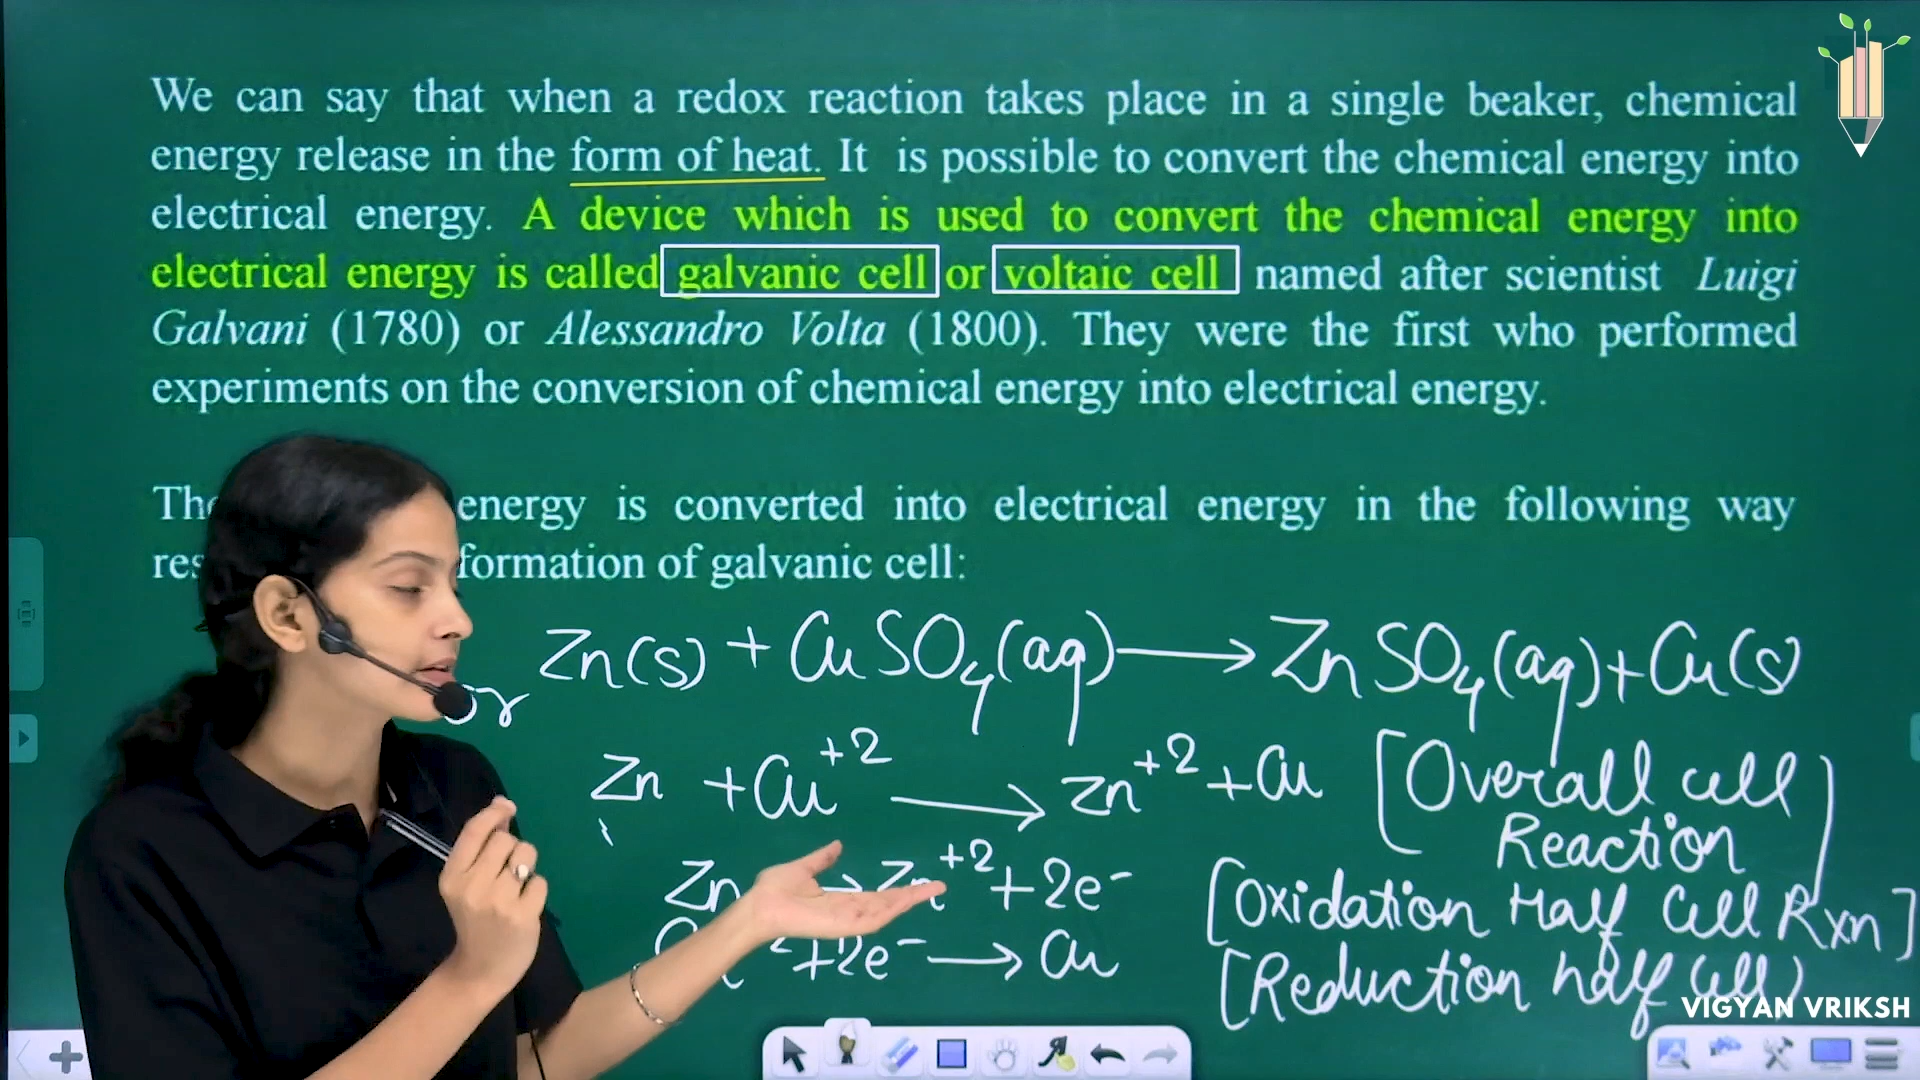 We can say that when a redox reaction takes place in a single beaker, chemical
energy release in the form of heat. It is possible to convert the chemical energy into
electrical energy. A device which is used to convert the chemical energy into
electrical energy is called galvanic cell or voltaic cell named after scientist Luigi
Galvani (1780) or Alessandro Volta (1800). They were the first who performed
experiments on the conversion of chemical energy into electrical energy.
energy is converted into electrical energy in the following way
formation of galvanic cell:
Zn(s) + CuSO₄(aq) → ZnSO₄(aq) + Cu(s)
or
Zn + Cu⁺² → Zn⁺² + Cu [Overall cell
Reaction]
Zn → Zn⁺² + 2e⁻ [Oxidation Half Cell Rxn]
+2e⁻ → Cu [Reduction half cell]
VIGYAN VRIKSH